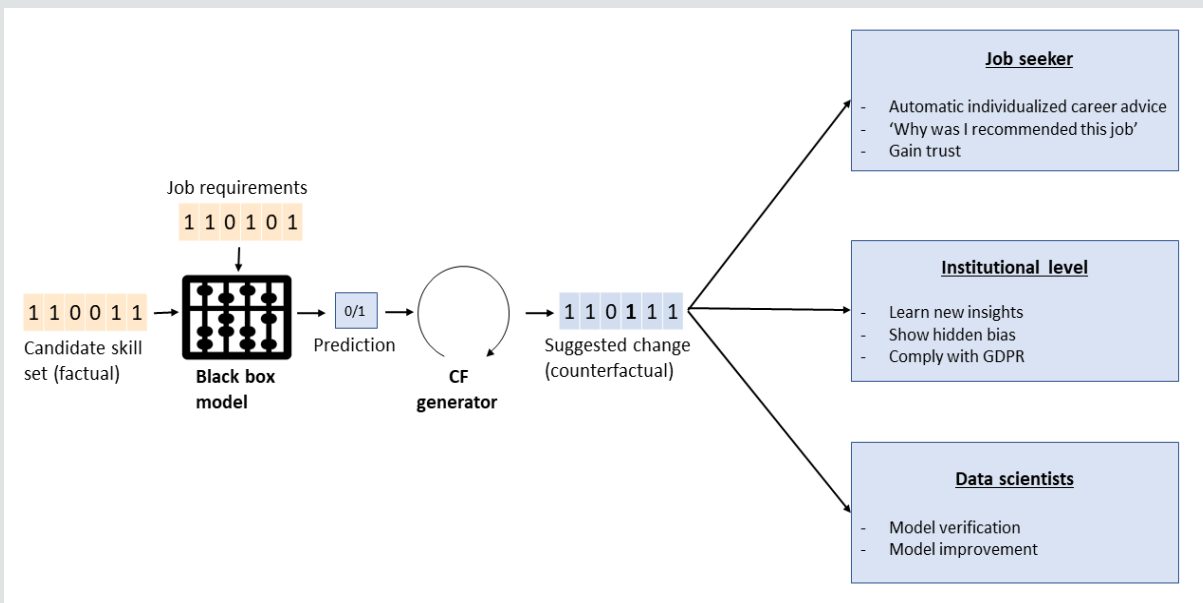 Job requirements
1 1 0 1 0 1
1 1 0 0 1 1
Candidate skill
set (factual)
Black box
model
0/1
Prediction
CF
generator
1 1 0 1 1 1
Suggested change
(counterfactual)
Job seeker
- Automatic individualized career advice
- ‘Why was I recommended this job’
- Gain trust
Institutional level
- Learn new insights
- Show hidden bias
- Comply with GDPR
Data scientists
- Model verification
- Model improvement